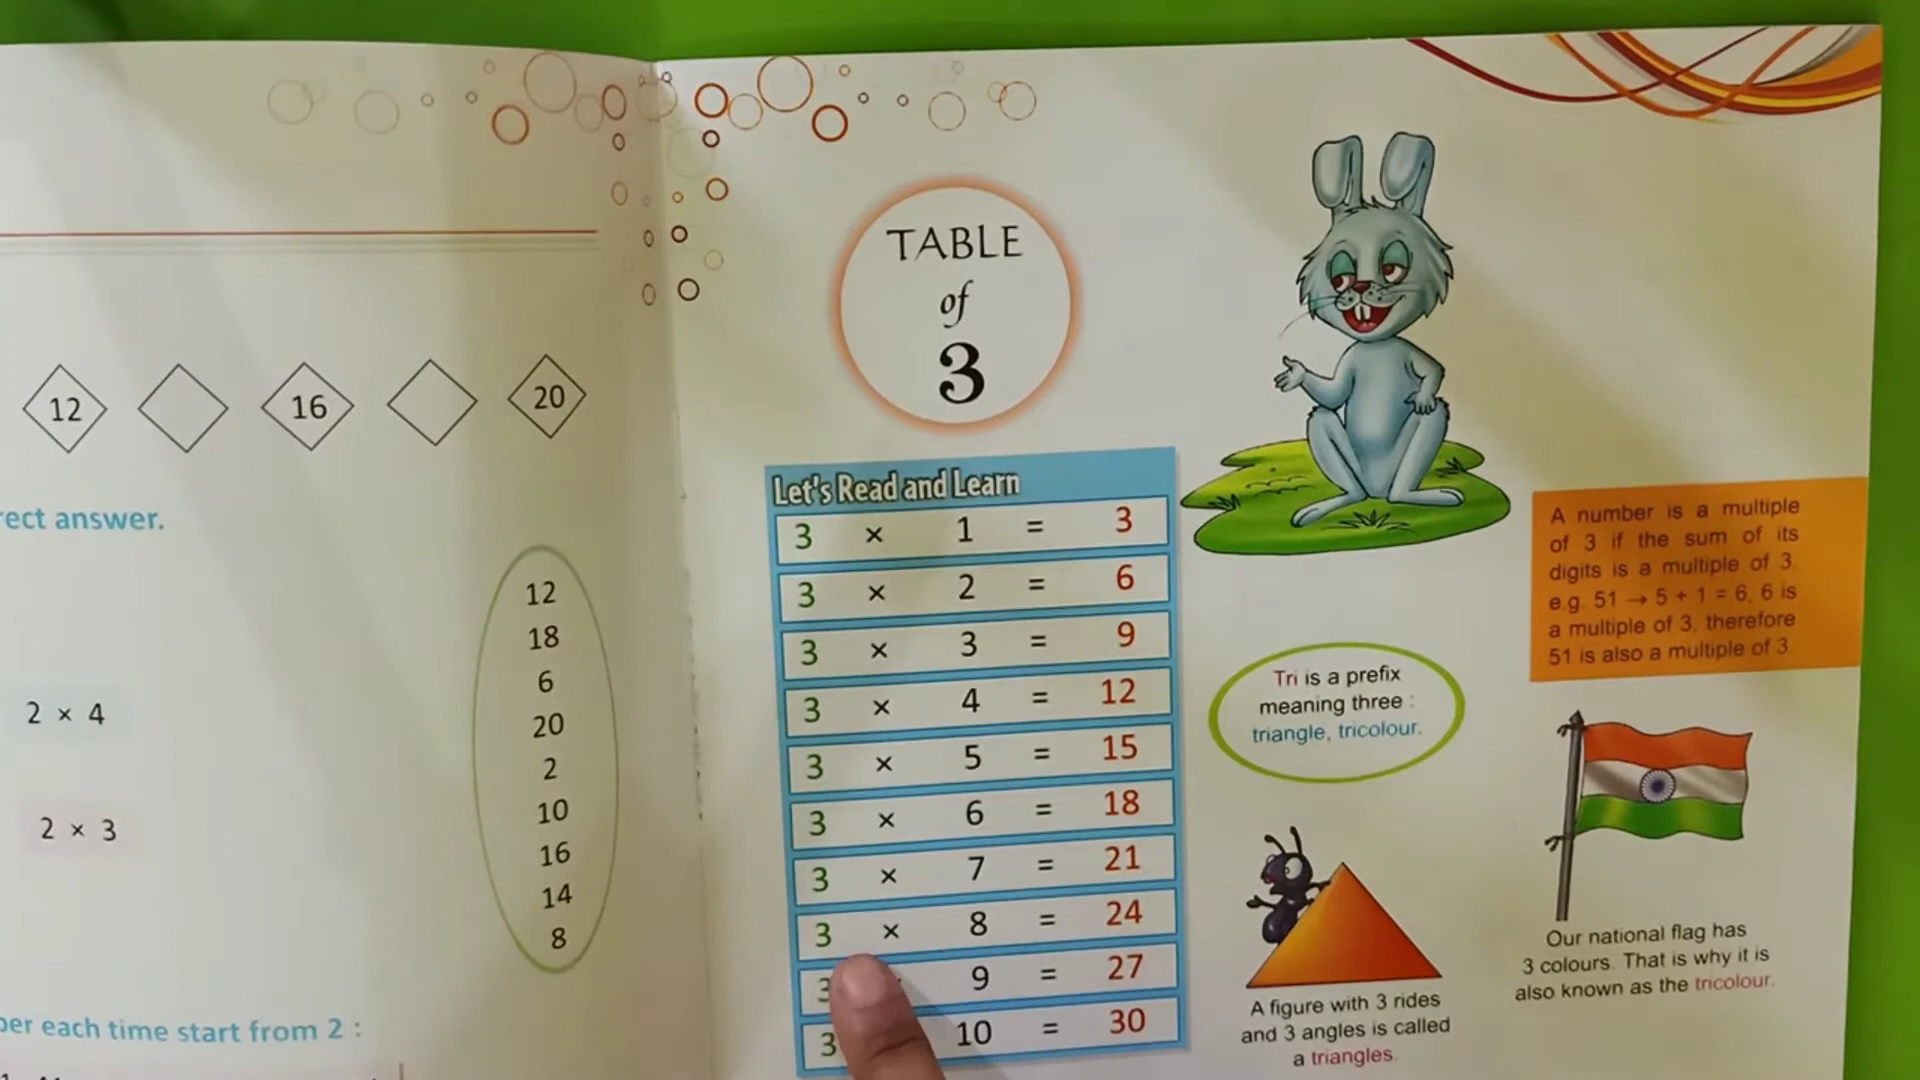 12
16
20
rect answer.
12
18
6
20
2
10
16
14
8
2 × 4
2 × 3
per each time start from 2 :
TABLE
of
3
Let's Read and Learn
3 × 1 = 3
3 × 2 = 6
3 × 3 = 9
3 × 4 = 12
3 × 5 = 15
3 × 6 = 18
3 × 7 = 21
3 × 8 = 24
3 9 = 27
3 10 = 30
A number is a multiple
of 3 if the sum of its
digits is a multiple of 3.
e.g. 51 → 5 + 1 = 6, 6 is
a multiple of 3, therefore
51 is also a multiple of 3.
Tri is a prefix
meaning three :
triangle, tricolour.
Our national flag has
3 colours. That is why it is
also known as the tricolour.
A figure with 3 rides
and 3 angles is called
a triangles.